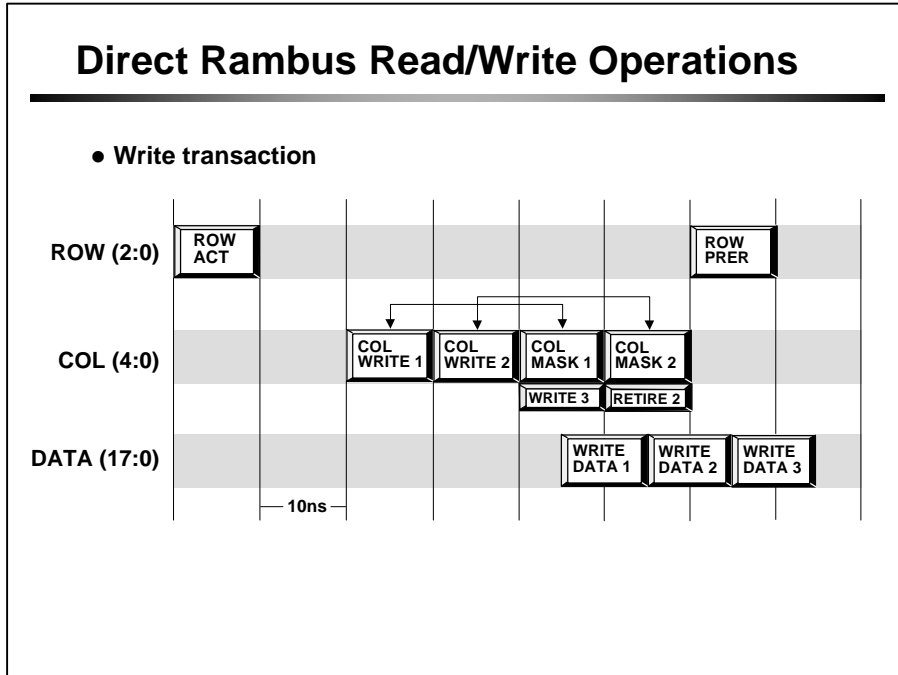 Direct Rambus Read/Write Operations
● Write transaction
ROW (2:0)
ROW
ACT
ROW
PRER
COL (4:0)
COL
WRITE 1
COL
WRITE 2
COL
MASK 1
COL
MASK 2
WRITE 3
RETIRE 2
DATA (17:0)
WRITE
DATA 1
WRITE
DATA 2
WRITE
DATA 3
10ns